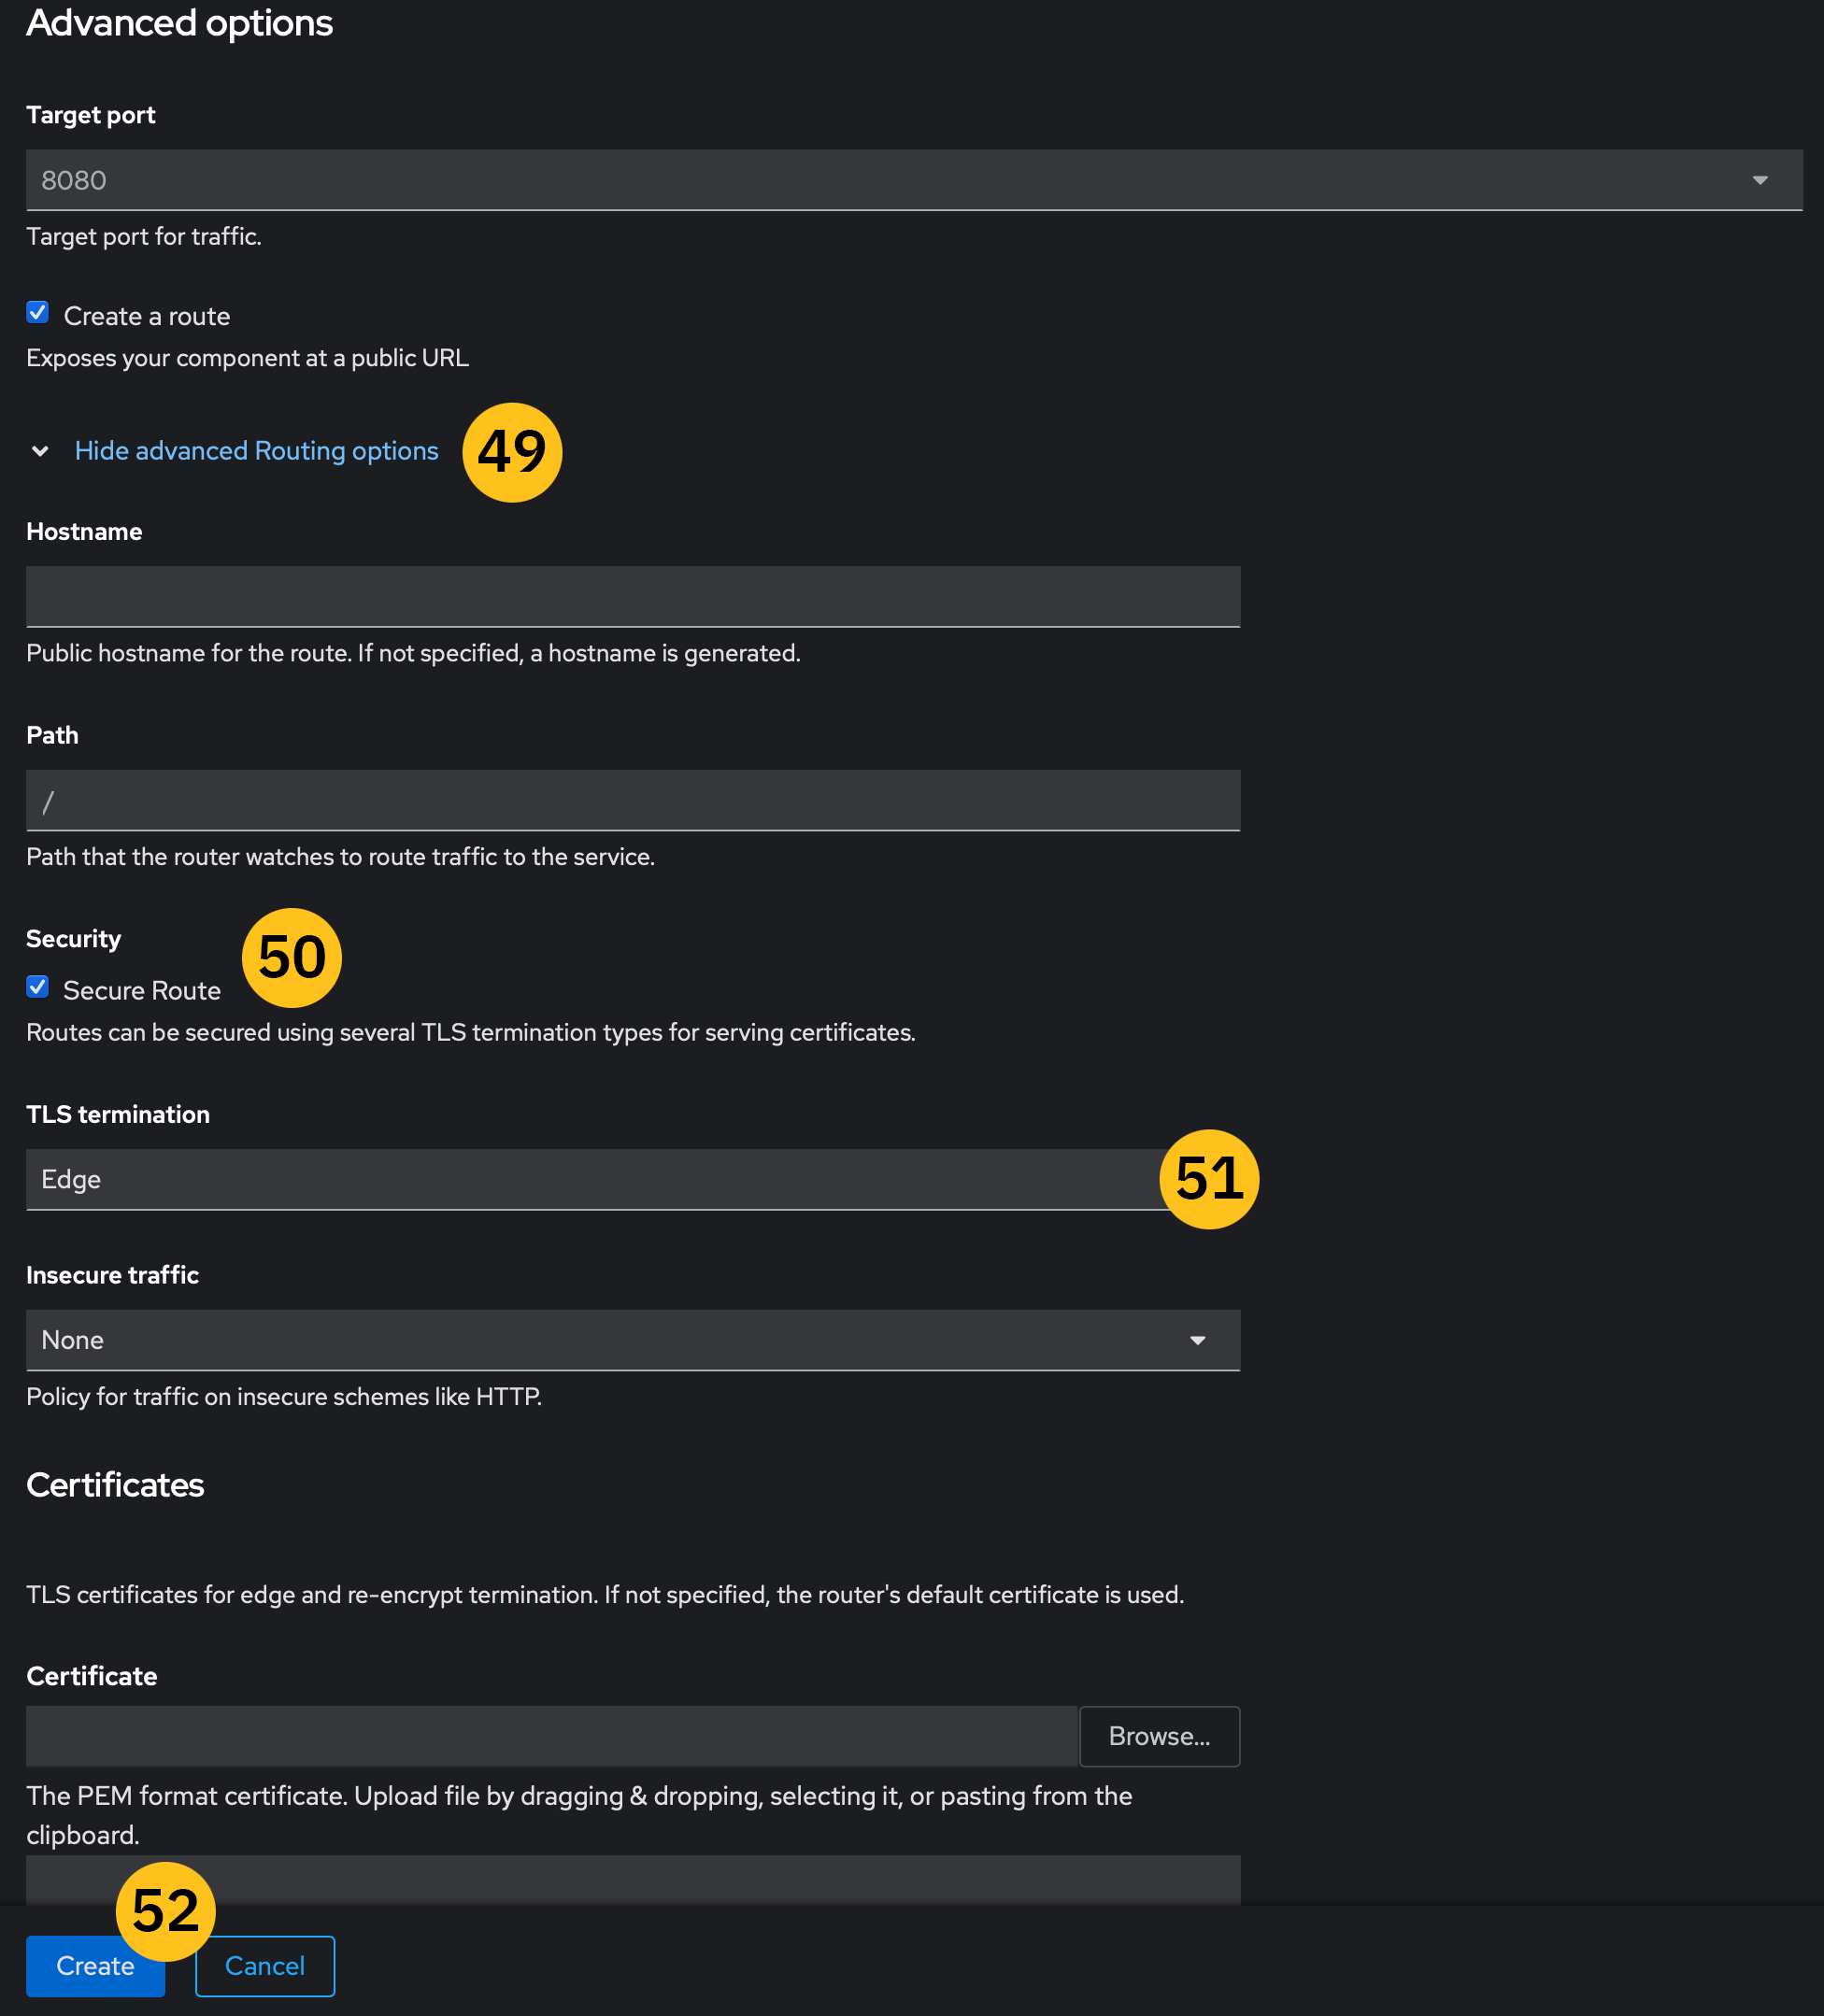 Advanced options
Target port
8080
Target port for traffic.
Create a route
Exposes your component at a public URL
Hide advanced Routing options
49
Hostname
Public hostname for the route. If not specified, a hostname is generated.
Path
/
Path that the router watches to route traffic to the service.
Security
50
Secure Route
Routes can be secured using several TLS termination types for serving certificates.
TLS termination
Edge
51
Insecure traffic
None
Policy for traffic on insecure schemes like HTTP.
Certificates
TLS certificates for edge and re-encrypt termination. If not specified, the router's default certificate is used.
Certificate
Browse...
The PEM format certificate. Upload file by dragging & dropping, selecting it, or pasting from the
clipboard.
52
Create
Cancel